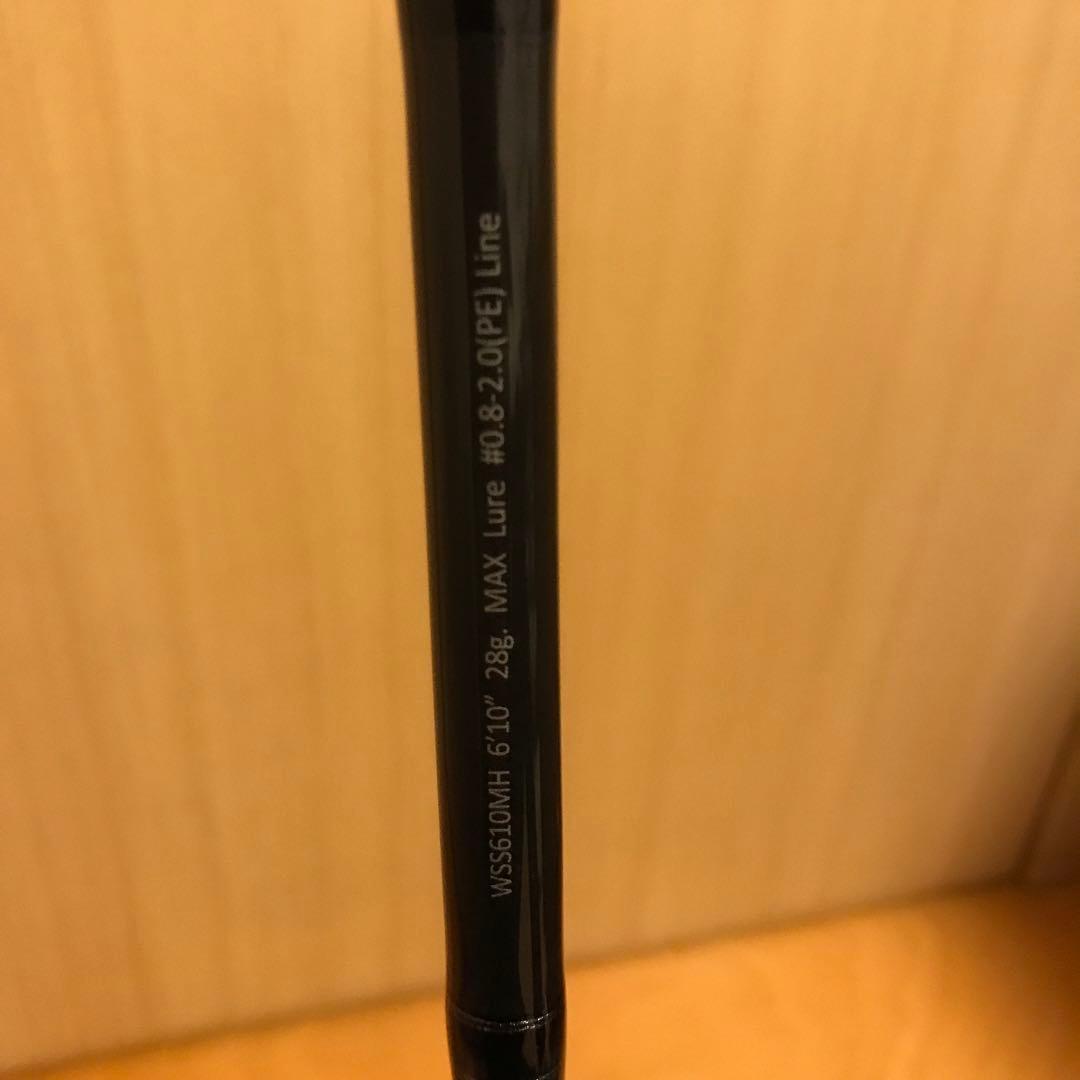 WSS610MH 6'10" 28g. MAX Lure #0.8-2.0(PE) Line